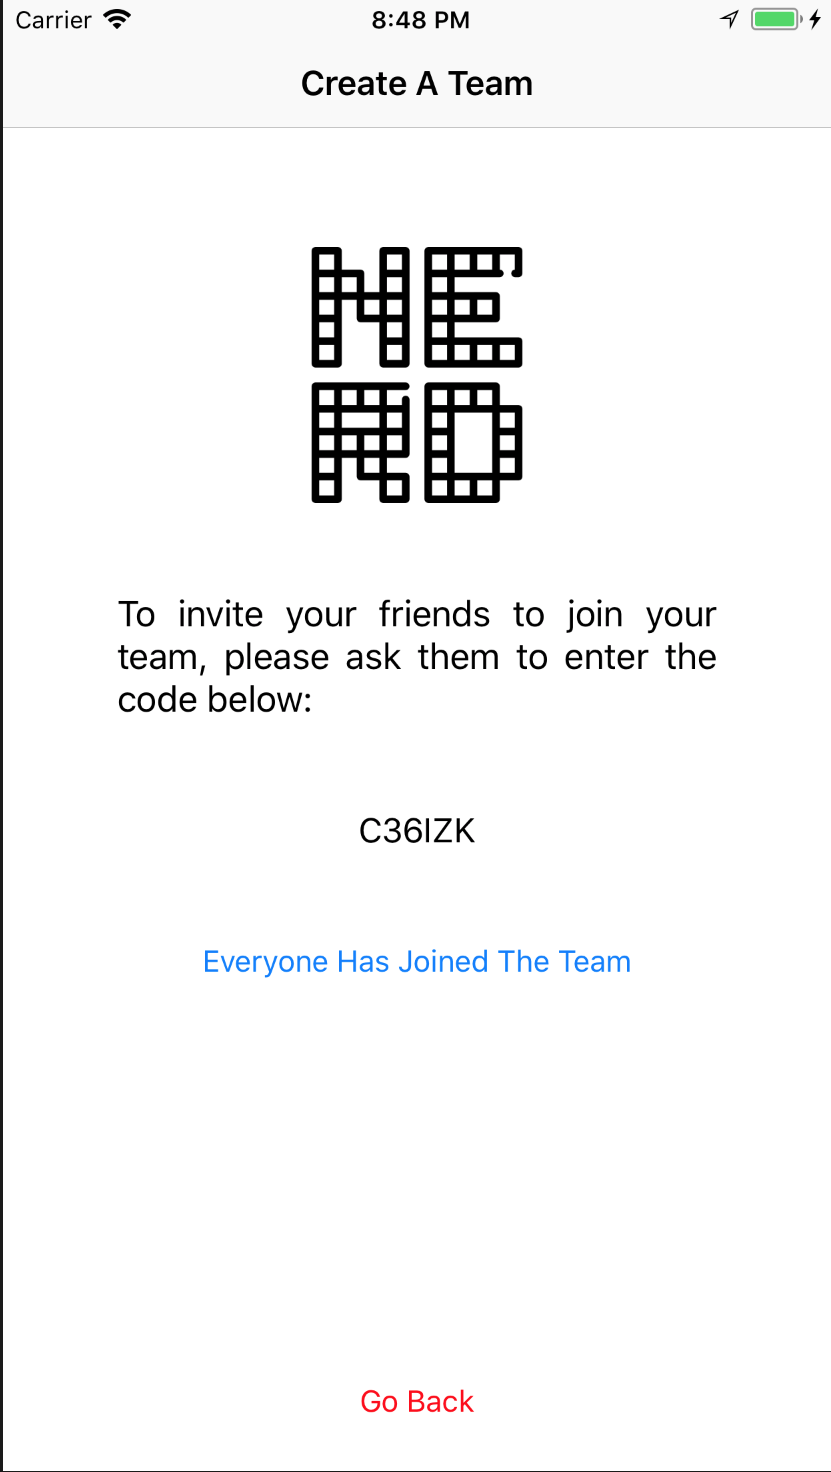 Carrier
8:48 PM
Create A Team
NE
RD
To invite your friends to join your
team, please ask them to enter the
code below:
C36IZK
Everyone Has Joined The Team
Go Back